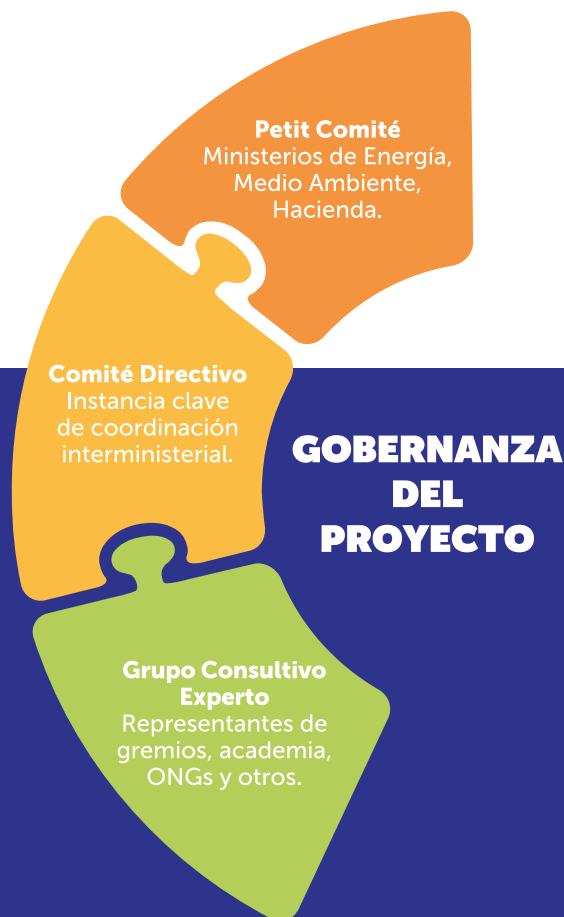 Petit Comité
Ministerios de Energía,
Medio Ambiente,
Hacienda.
Comité Directivo
Instancia clave
de coordinación
interministerial.
GOBERNANZA
DEL
PROYECTO
Grupo Consultivo
Experto
Representantes de
gremios, academia,
ONGs y otros.